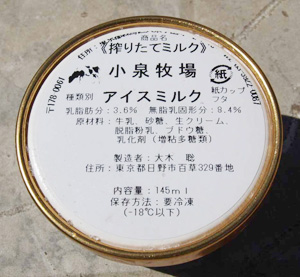 商品名
《搾りたてミルク》
小泉牧場
紙
紙カップ
フタ
種類別 アイスミルク
乳脂肪分：3.6% 無脂乳固形分：8.4%
原材料：牛乳、砂糖、生クリーム、
脱脂粉乳、ブドウ糖、
乳化剤（増粘多糖類）
製造者：大木 聡
住所：東京都日野市百草329番地
内容量：145ml
保存方法：要冷凍
(-18℃以下)
住所：
〒178-0061